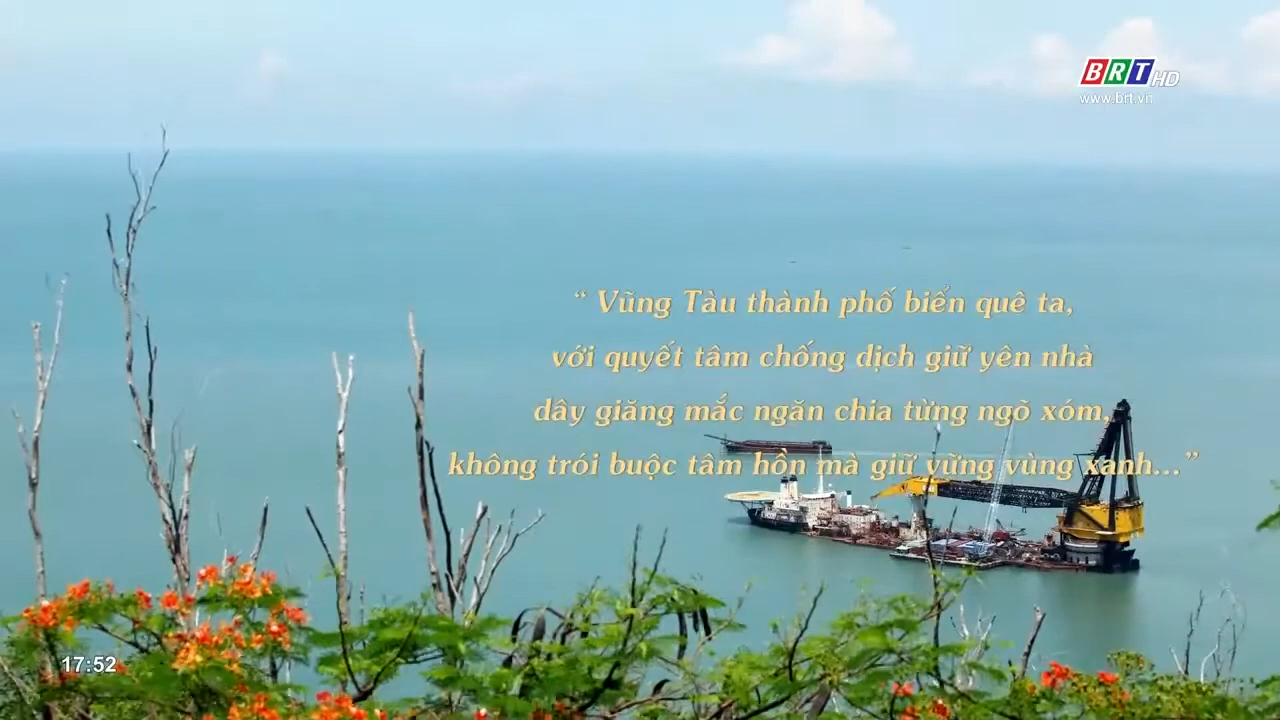 BRT HD
www.brt.vn
“ Vũng Tàu thành phố biển quê ta,
với quyết tâm chống dịch giữ yên nhà
dây giăng mắc ngăn chia từng ngõ xóm,
không trói buộc tâm hồn mà giữ vững vùng xanh...”
17:52